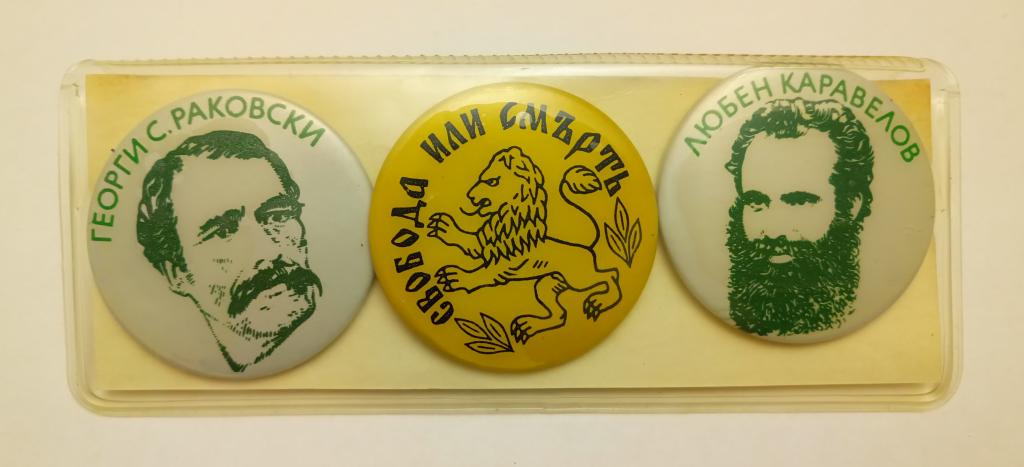 ГЕОРГИ С. РАКОВСКИ
СВОБОДА ИЛИ СМЪРТЬ
ЛЮБЕН КАРАВЕЛОВ